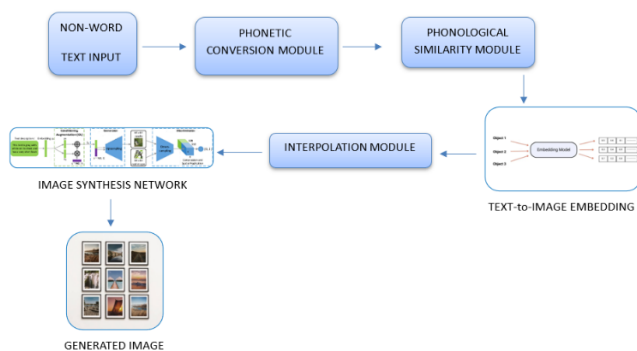 NON-WORD
TEXT INPUT
PHONETIC
CONVERSION MODULE
PHONOLOGICAL
SIMILARITY MODULE
Object 1
Object 2
Object 3
Embedding Model
TEXT-to-IMAGE EMBEDDING
INTERPOLATION MODULE
IMAGE SYNTHESIS NETWORK
GENERATED IMAGE